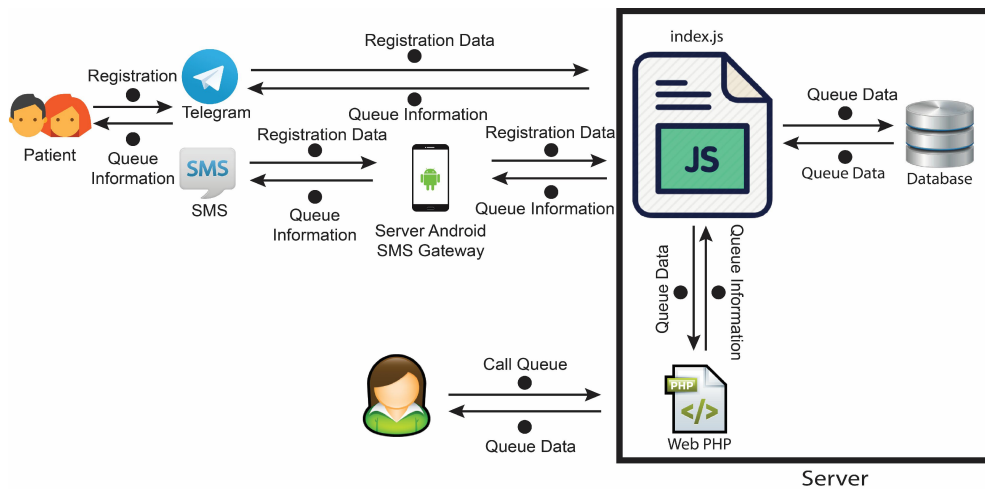 Registration Data
index.js
Registration
Telegram
Queue Information
Queue Data
Registration Data
Registration Data
Patient
Queue
Information
SMS
JS
Queue Data
Database
SMS
Queue
Information
Queue Information
Server Android
SMS Gateway
Queue Data
Queue Information
Call Queue
PHP
</>
Queue Data
Web PHP
Server